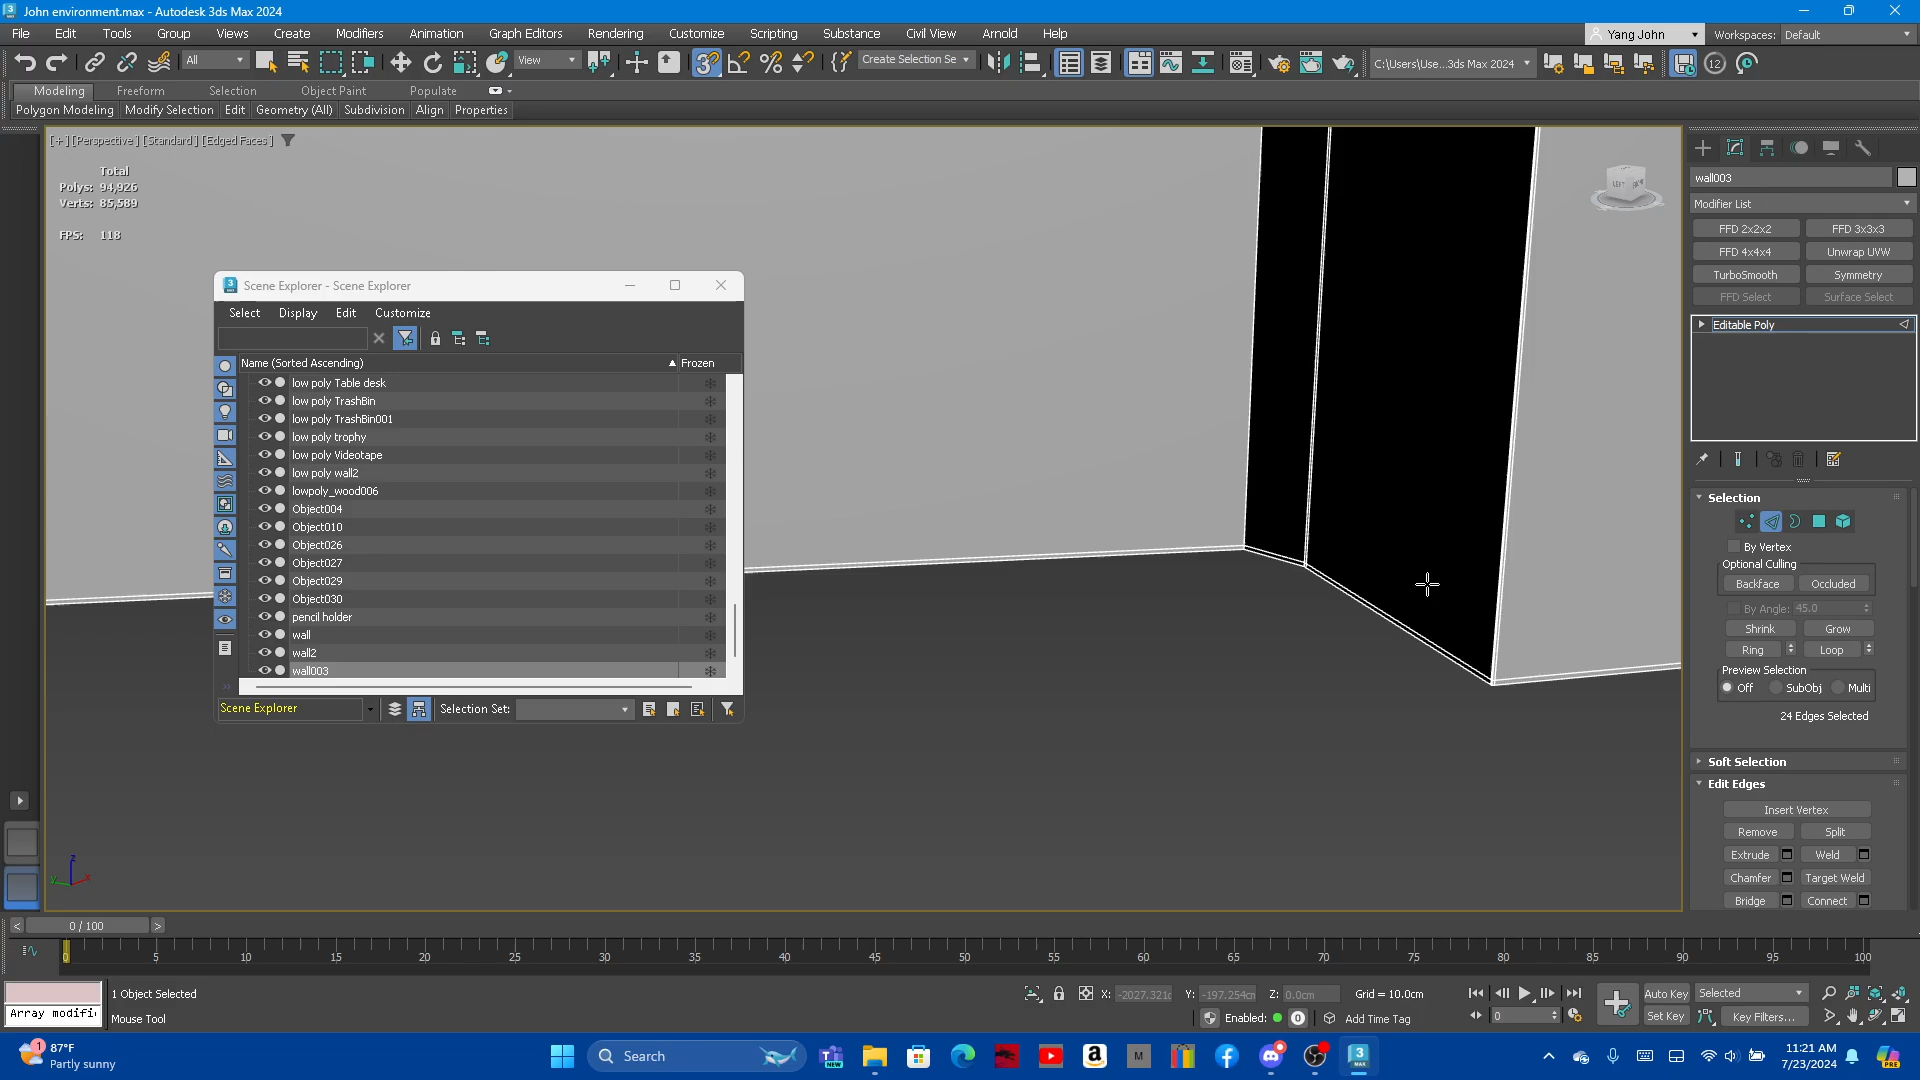 John environment.max - Autodesk 3ds Max 2024
File Edit Tools Group Views Create Modifiers Animation Graph Editors Rendering Customize Scripting Substance Civil View Arnold Help
Yang John Workspaces: Default
All View Create Selection Se C:\Users\Use...3ds Max 2024 12
Modeling Freeform Selection Object Paint Populate
Polygon Modeling Modify Selection Edit Geometry (All) Subdivision Align Properties
[+] [Perspective] [Standard] [Edged Faces]
Total
Polys: 94,926
Verts: 85,589
FPS: 118
LEFT
Scene Explorer - Scene Explorer
Select Display Edit Customize
Name (Sorted Ascending) Frozen
low poly Table desk
low poly TrashBin
low poly TrashBin001
low poly trophy
low poly Videotape
low poly wall2
lowpoly_wood006
Object004
Object010
Object026
Object027
Object029
Object030
pencil holder
wall
wall2
wall003
Scene Explorer Selection Set:
wall003
Modifier List
FFD 2x2x2 FFD 3x3x3
FFD 4x4x4 Unwrap UVW
TurboSmooth Symmetry
FFD Select Surface Select
Editable Poly
Selection
By Vertex
Optional Culling
Backface Occluded
By Angle: 45.0
Shrink Grow
Ring Loop
Preview Selection
Off SubObj Multi
24 Edges Selected
Soft Selection
Edit Edges
Insert Vertex
Remove Split
Extrude Weld
Chamfer Target Weld
Bridge Connect
< 0 / 100 >
0 5 10 15 20 25 30 35 40 45 50 55 60 65 70 75 80 85 90 95 100
Array modifi
1 Object Selected
Mouse Tool
X: -2027.321c Y: -197.254cm Z: 0.0cm Grid = 10.0cm
Enabled: 0 Add Time Tag
0
Auto Key Selected
Set Key Key Filters...
1
87°F
Partly sunny
Search
NEW
M
3
MAX
11:21 AM
7/23/2024
PRE